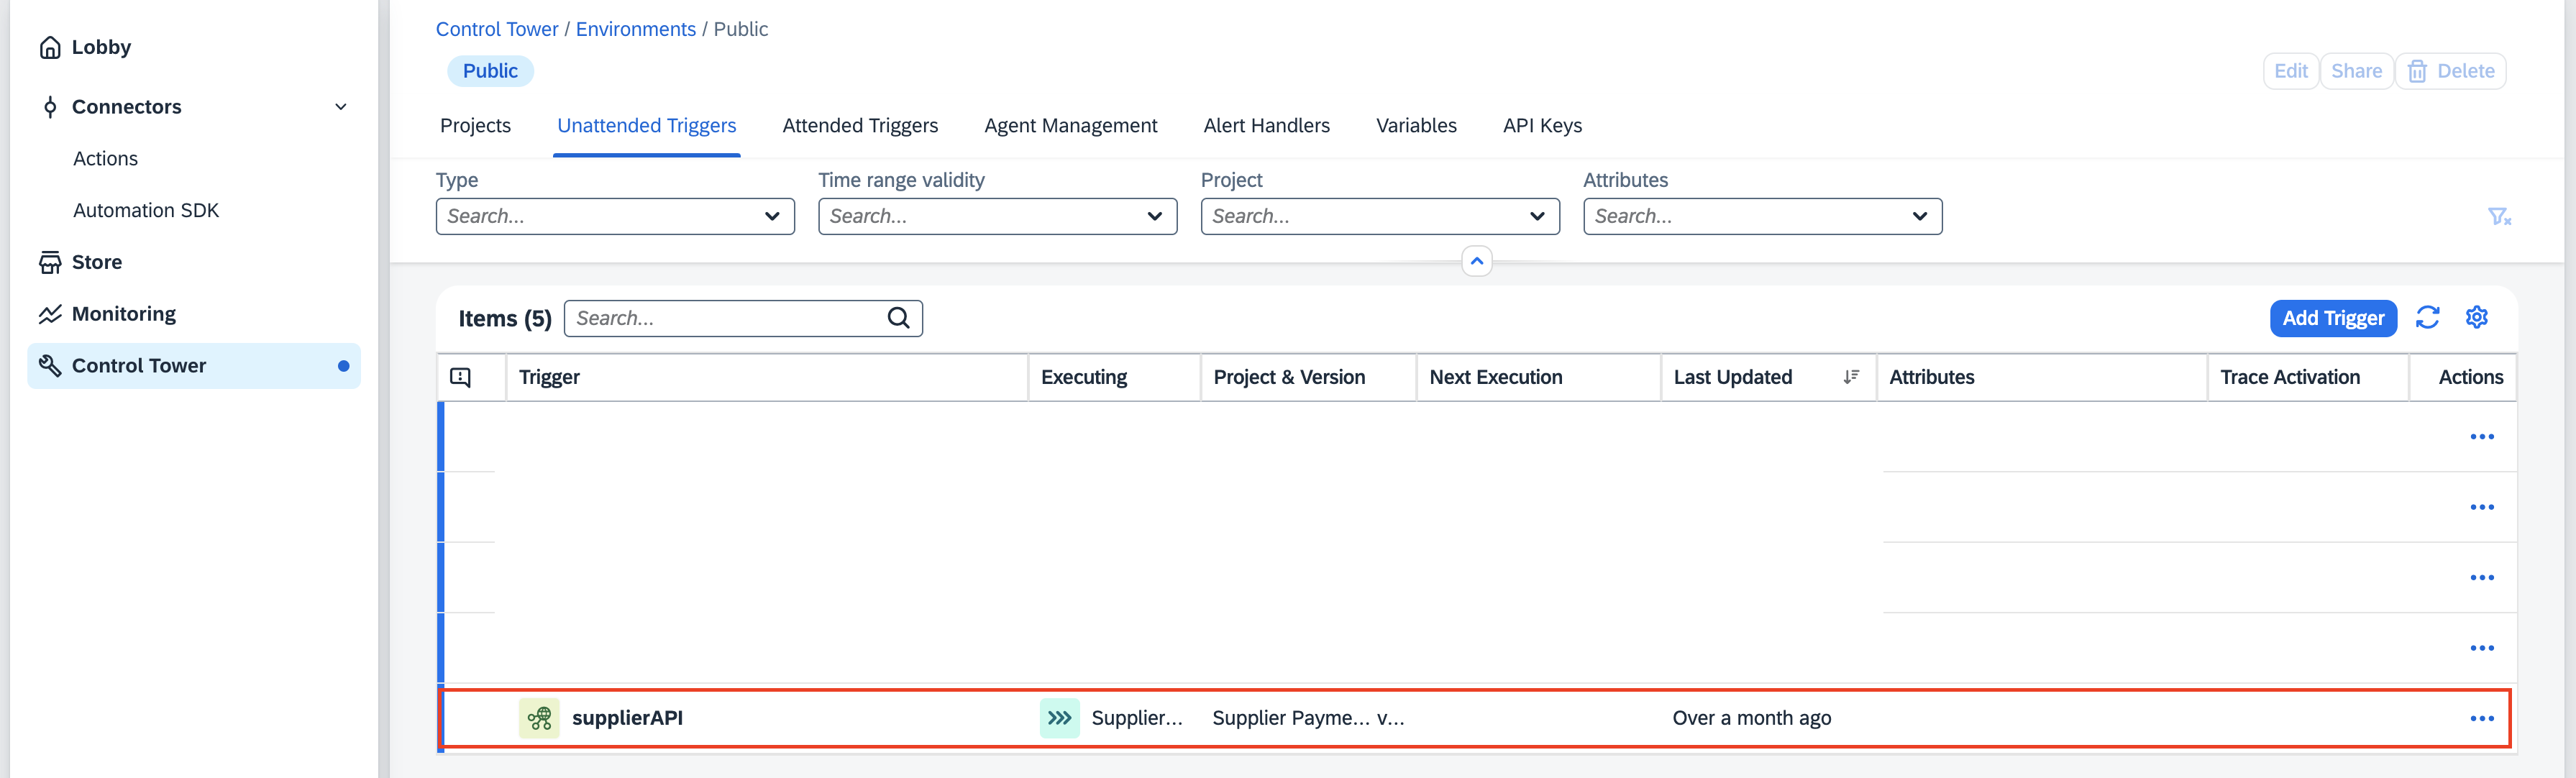 Lobby
Connectors
Actions
Automation SDK
Store
Monitoring
Control Tower
Control Tower / Environments / Public
Public
Edit Share Delete
Projects Unattended Triggers Attended Triggers Agent Management Alert Handlers Variables API Keys
Type Time range validity Project Attributes
Search... Search... Search... Search...
Items (5) Search... Add Trigger
Trigger Executing Project & Version Next Execution Last Updated Attributes Trace Activation Actions
supplierAPI Supplier... Supplier Payme... v... Over a month ago